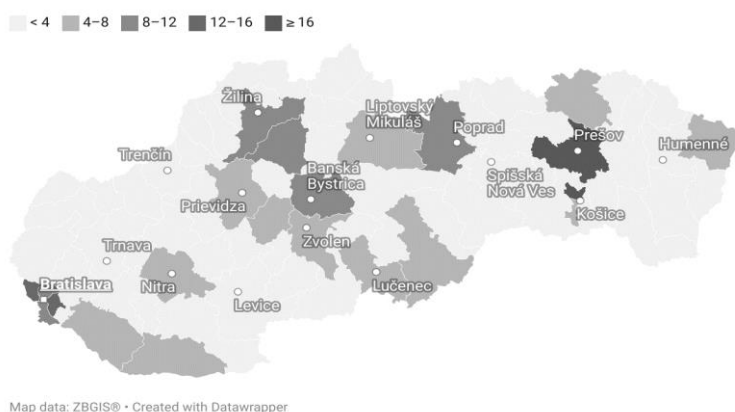 < 4 4–8 8–12 12–16 ≥ 16
Žilina
Liptovský
Mikuláš
Poprad
Prešov
Humenné
Trenčín
Banská
Bystrica
Spišská
Nová Ves
Prievidza
Košice
Zvolen
Trnava
Nitra
Lučenec
Bratislava
Levice
Map data: ZBGIS® • Created with Datawrapper